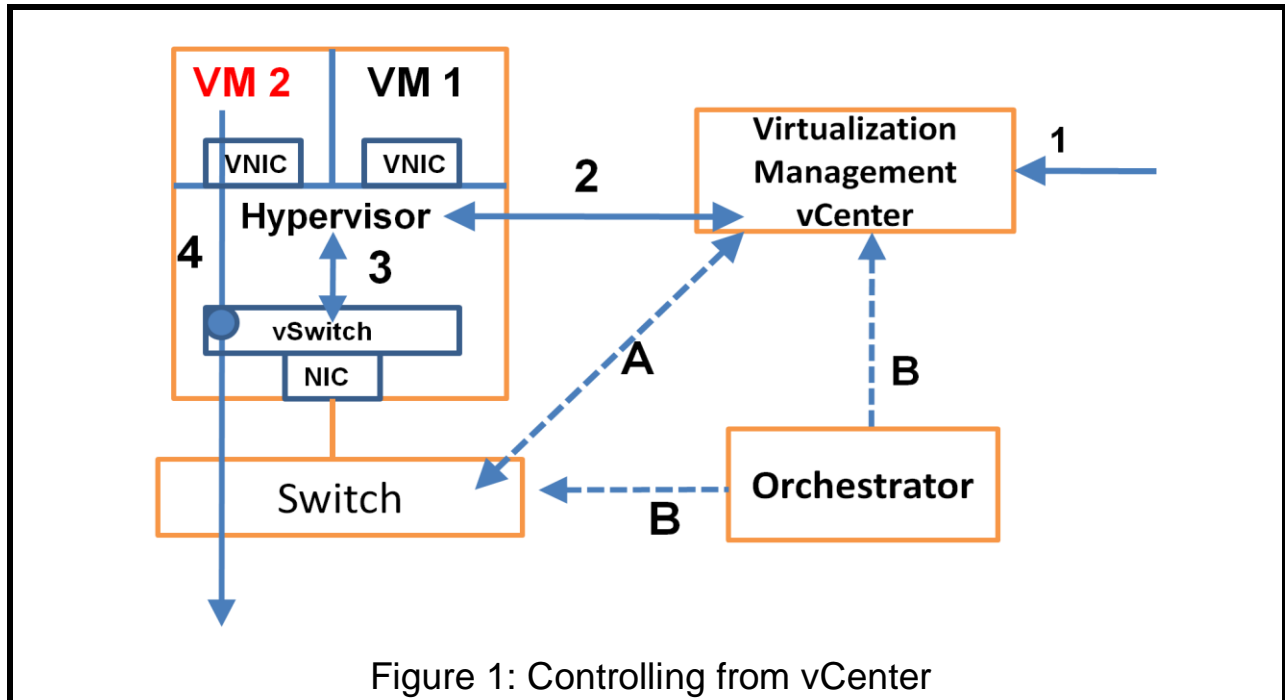 VM 2
VM 1
VNIC
VNIC
Virtualization
Management
vCenter
1
2
Hypervisor
4
3
vSwitch
NIC
A
B
Switch
B
Orchestrator
Figure 1: Controlling from vCenter